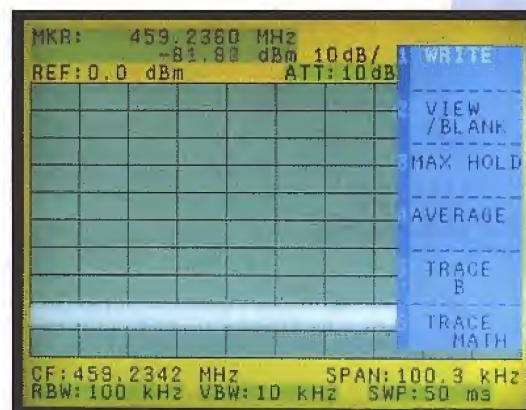 MKR: 459.2360 MHz
dBm 10dB/
REF: 0.0 dBm ATT: 10dB
1 WRITE
2 VIEW
/BLANK
MAX HOLD
AVERAGE
TRACE
B
TRACE
MATH
CF: 459.2342 MHz SPAN: 100.3 kHz
RBW: 100 kHz VBW: 10 kHz SWP: 50 ms